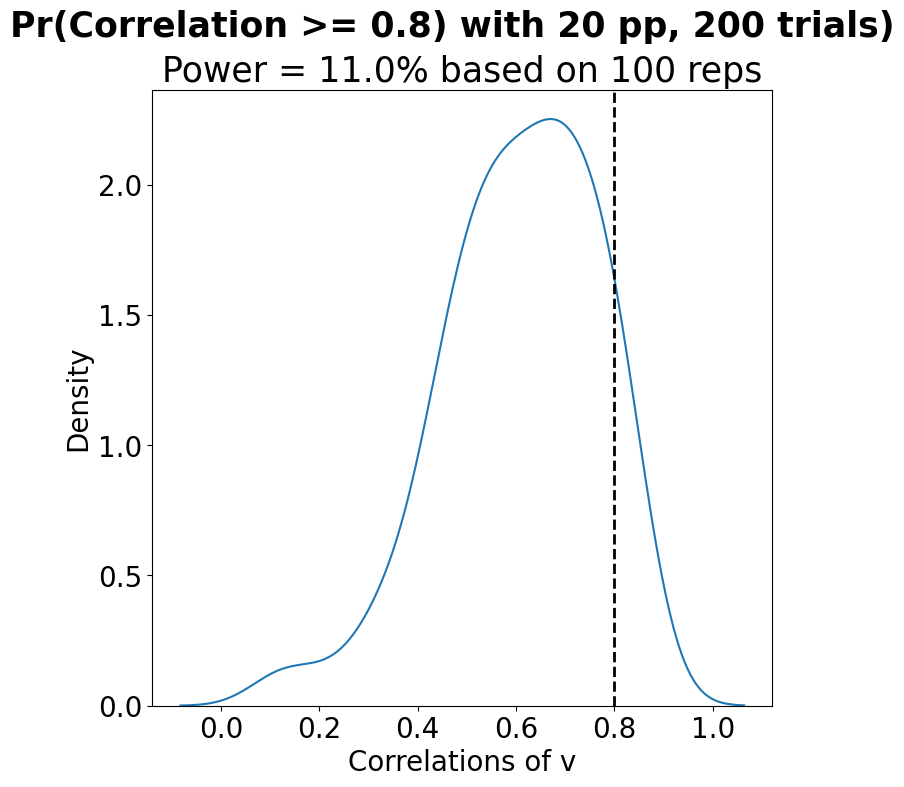 Pr(Correlation >= 0.8) with 20 pp, 200 trials)
Power = 11.0% based on 100 reps
2.0
1.5
1.0
0.5
0.0
Density
0.0 0.2 0.4 0.6 0.8 1.0
Correlations of v